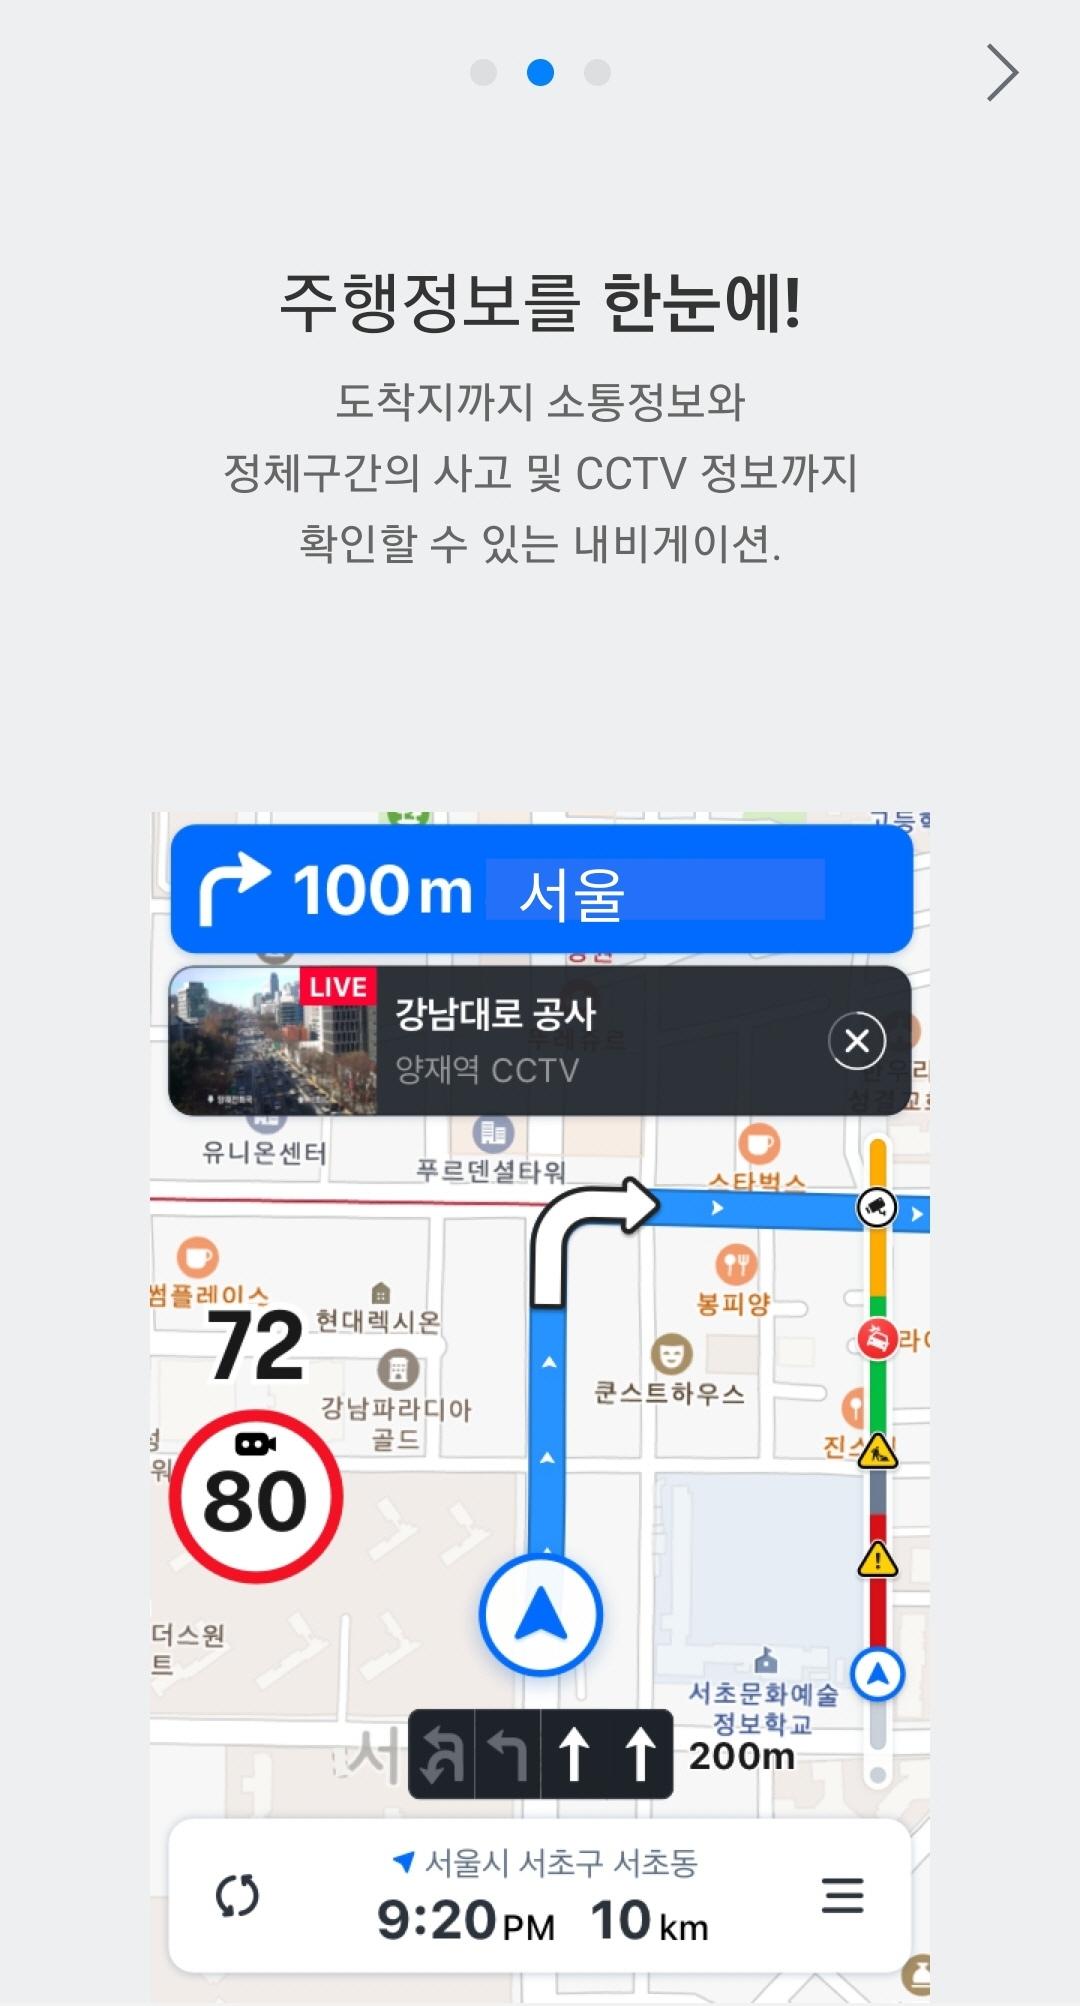 주행정보를 한눈에!
도착지까지 소통정보와
정체구간의 사고 및 CCTV 정보까지
확인할 수 있는 내비게이션.
100m 서울
LIVE
강남대로 공사
양재역 CCTV
유니온센터
푸르덴셜타워
스타벅스
썸플레이스
봉피양
72
현대렉시온
80
강남파라디아
골드
쿤스트하우스
더스원
트
서초문화예술
정보학교
200m
서울시 서초구 서초동
9:20PM 10km